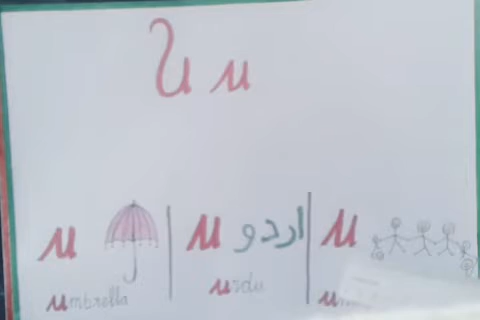 U u
u
umbrella
u اردو
urdu
u